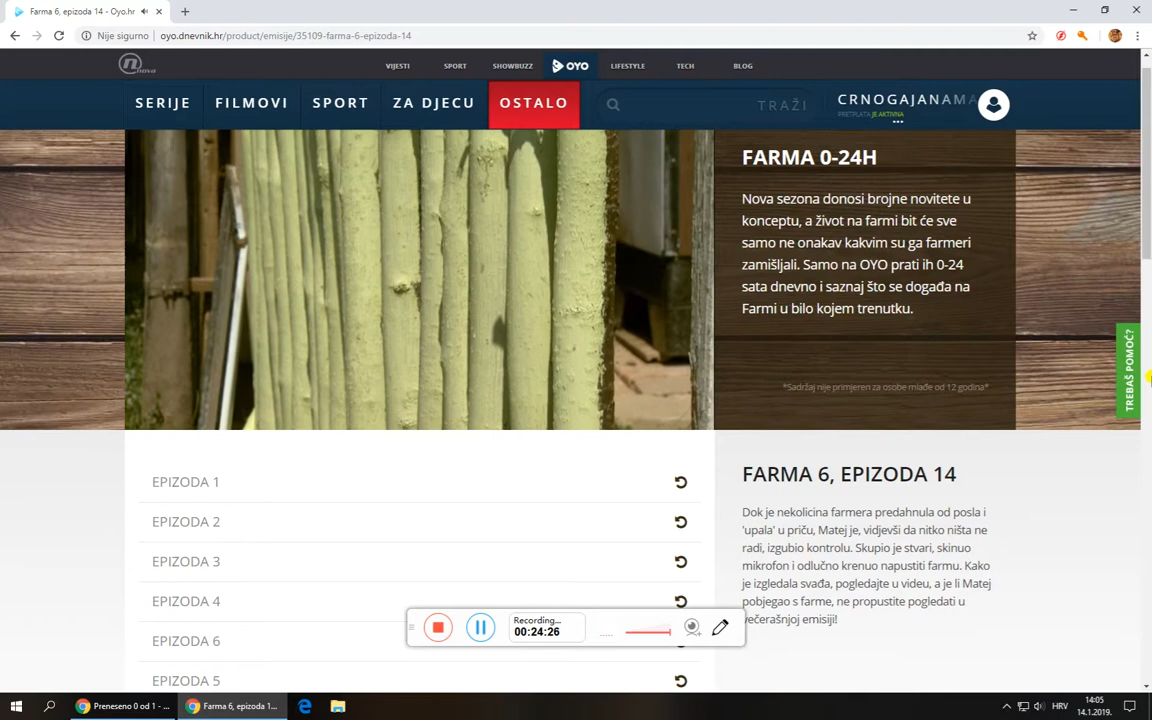 Farma 6, epizoda 14 - Oyo.hr
Nije sigurno
oyo.dnevnik.hr/product/emisije/35109-farma-6-epizoda-14
nova
VIJESTI
SPORT
SHOWBUZZ
OYO
LIFESTYLE
TECH
BLOG
SERIJE
FILMOVI
SPORT
ZA DJECU
OSTALO
TRAŽI
CRNOGAJANAMA
PRETPLATA JE AKTIVNA
FARMA 0-24H
Nova sezona donosi brojne novitete u
konceptu, a život na farmi bit će sve
samo ne onakav kakvim su ga farmeri
zamišljali. Samo na OYO prati ih 0-24
sata dnevno i saznaj što se događa na
Farmi u bilo kojem trenutku.
*Sadržaj nije primjeren za osobe mlađe od 12 godina*
TREBAŠ POMOĆ?
EPIZODA 1
EPIZODA 2
EPIZODA 3
EPIZODA 4
EPIZODA 6
EPIZODA 5
FARMA 6, EPIZODA 14
Dok je nekolicina farmera predahnula od posla i
'upala' u priču, Matej je, vidjevši da nitko ništa ne
radi, izgubio kontrolu. Skupio je stvari, skinuo
mikrofon i odlučno krenuo napustiti farmu. Kako
je izgledala svađa, pogledajte u videu, a je li Matej
pobjegao s farme, ne propustite pogledati u
večerašnjoj emisiji!
Recording...
00:24:26
Preneseno 0 od 1 - ...
Farma 6, epizoda 1...
HRV
14:05
14.1.2019.